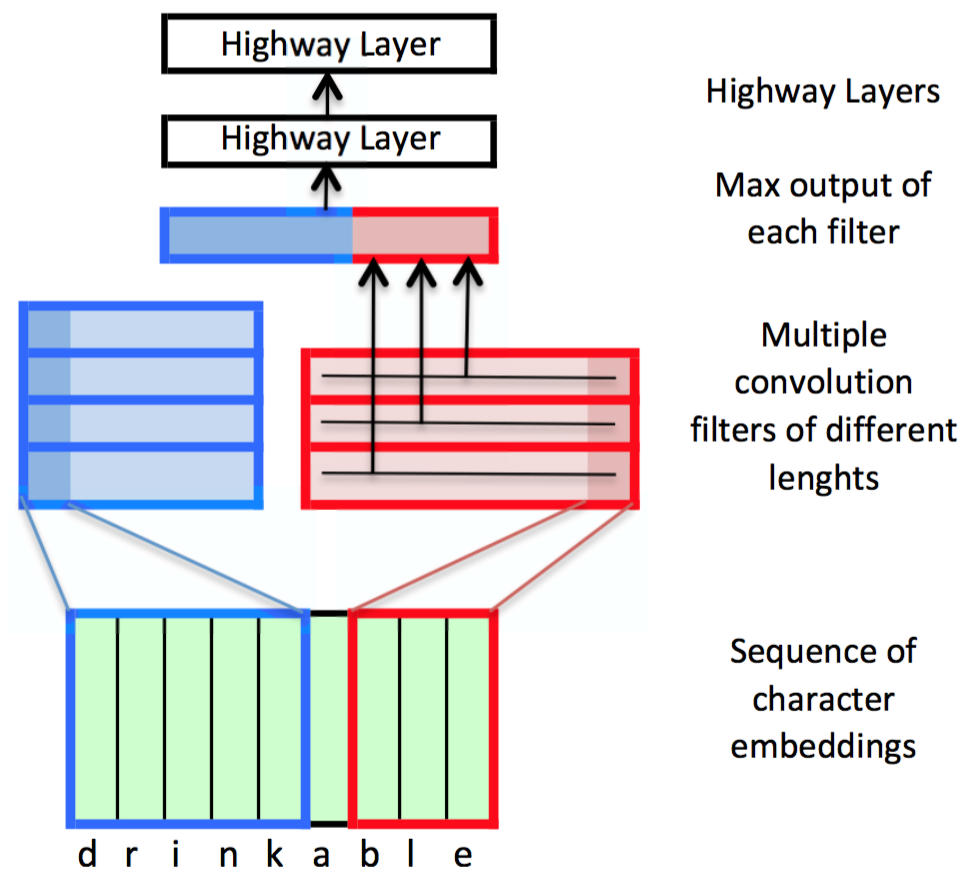 Highway Layer
Highway Layers
Highway Layer
Max output of
each filter
Multiple
convolution
filters of different
lenghts
Sequence of
character
embeddings
d r i n k a b l e